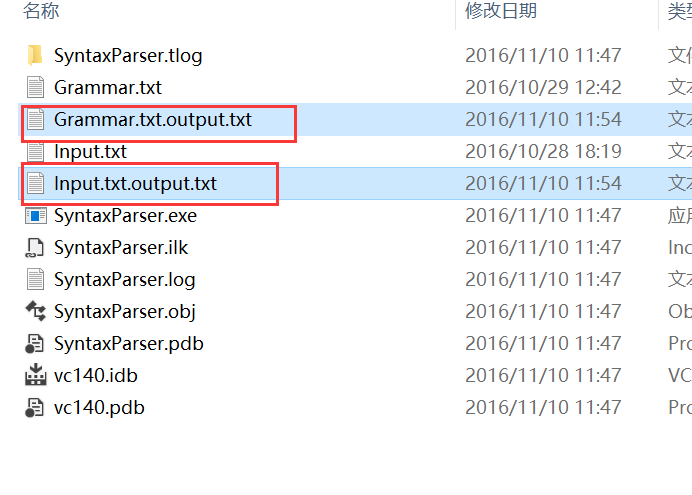 名称 修改日期 类型
SyntaxParser.tlog 2016/11/10 11:47 文件
Grammar.txt 2016/10/29 12:42 文本
Grammar.txt.output.txt 2016/11/10 11:54 文本
Input.txt 2016/10/28 18:19 文本
Input.txt.output.txt 2016/11/10 11:54 文本
SyntaxParser.exe 2016/11/10 11:47 应用
SyntaxParser.ilk 2016/11/10 11:47 Inc
SyntaxParser.log 2016/11/10 11:47 文本
SyntaxParser.obj 2016/11/10 11:47 Ob
SyntaxParser.pdb 2016/11/10 11:47 Pro
vc140.idb 2016/11/10 11:47 VC
vc140.pdb 2016/11/10 11:47 Pro